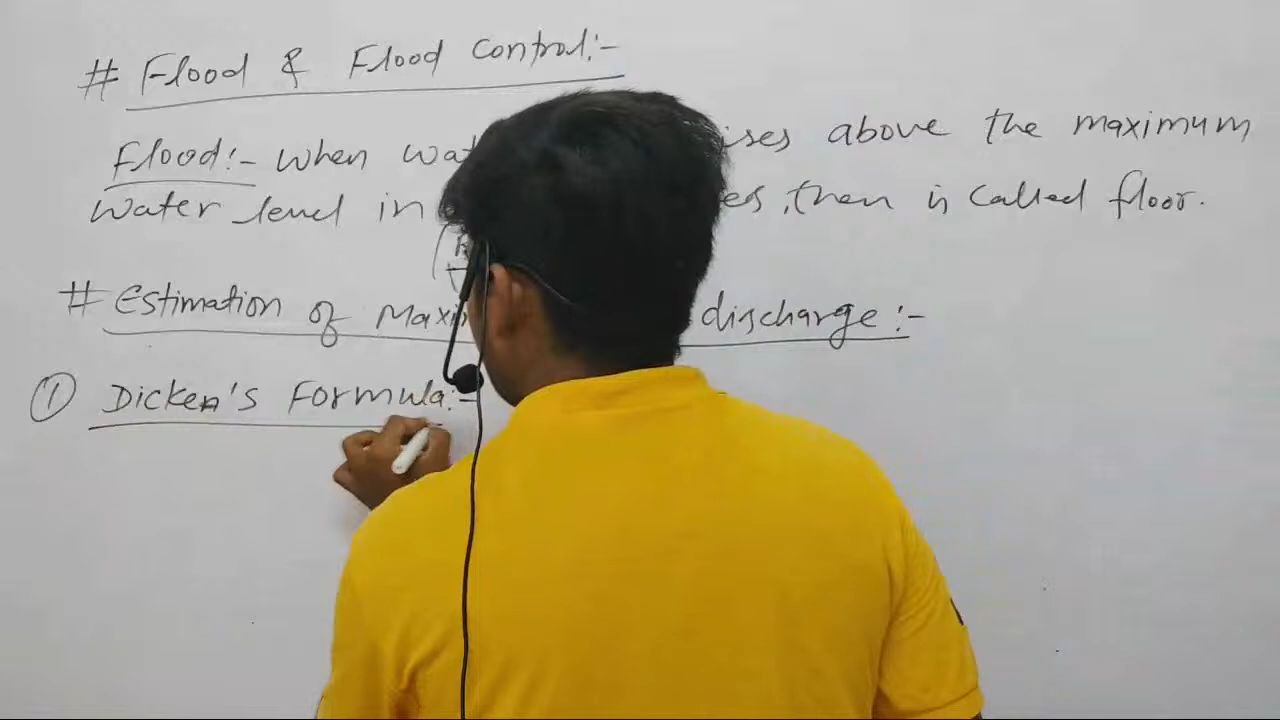 # Flood & Flood Control:-
Flood:- When wat ises above the maximum
water level in es, then is called floor.
# Estimation of Maxi discharge:-
① Dicken's Formula:-